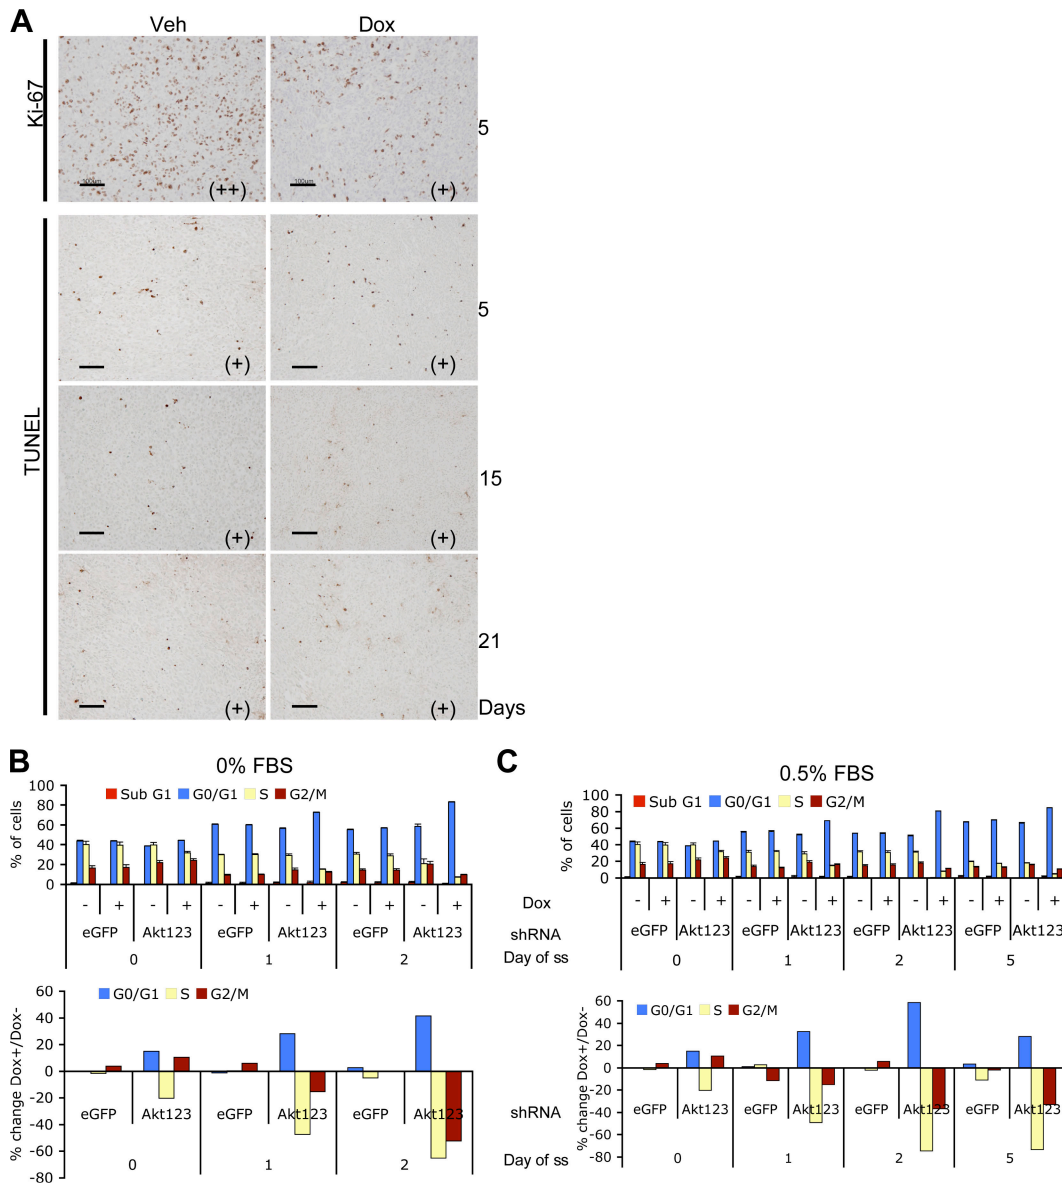 A
Veh Dox
Ki-67
100um 100um
(++) (+)
5
TUNEL
(+) (+)
5
(+) (+)
15
(+) (+)
21
Days
B
0% FBS
Sub G1 G0/G1 S G2/M
% of cells
100
80
60
40
20
0
- + - + - + - + - + - +
eGFP Akt123 eGFP Akt123 eGFP Akt123
0 1 2
G0/G1 S G2/M
% change Dox+/Dox-
60
40
20
0
-20
-40
-60
-80
eGFP Akt123 eGFP Akt123 eGFP Akt123
0 1 2
C
0.5% FBS
Sub G1 G0/G1 S G2/M
% of cells
100
80
60
40
20
0
Dox - + - + - + - + - + - + - + - +
shRNA eGFP Akt123 eGFP Akt123 eGFP Akt123 eGFP Akt123
Day of ss 0 1 2 5
G0/G1 S G2/M
% change Dox+/Dox-
60
40
20
0
-20
-40
-60
-80
shRNA eGFP Akt123 eGFP Akt123 eGFP Akt123 eGFP Akt123
Day of ss 0 1 2 5